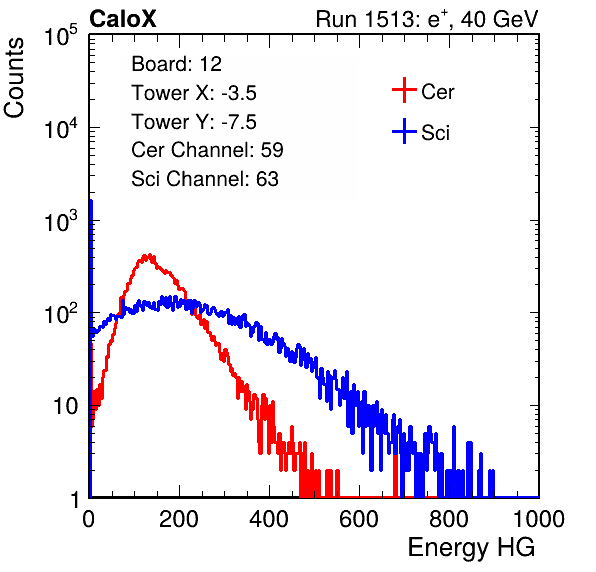 CaloX Run 1513: e⁺, 40 GeV
Counts
Board: 12
Tower X: -3.5
Tower Y: -7.5
Cer Channel: 59
Sci Channel: 63
Cer
Sci
10⁵
10⁴
10³
10²
10
1
0 200 400 600 800 1000
Energy HG